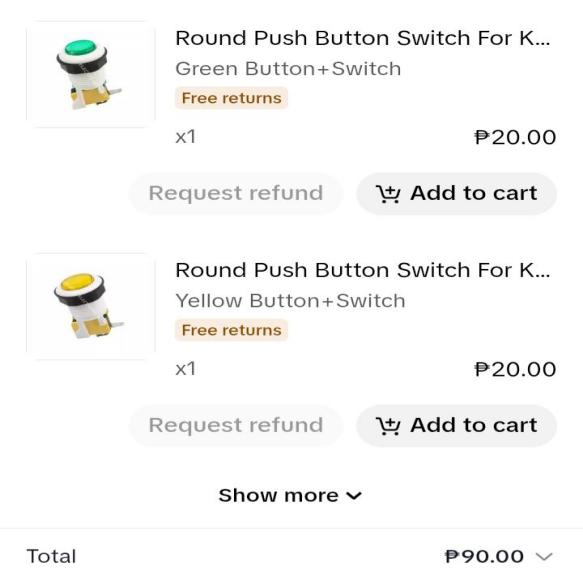 Round Push Button Switch For K...
Green Button+Switch
Free returns
x1
₱20.00
Request refund
Add to cart
Round Push Button Switch For K...
Yellow Button+Switch
Free returns
x1
₱20.00
Request refund
Add to cart
Show more
Total
₱90.00